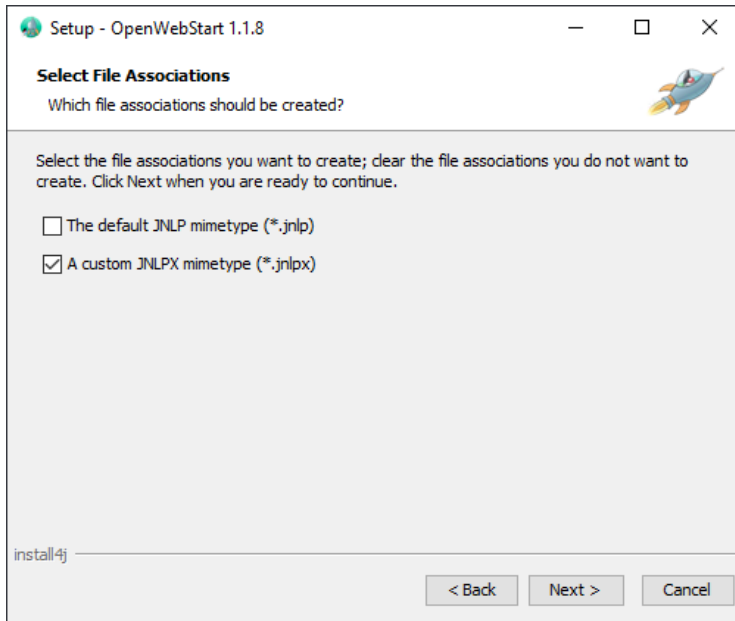 Setup - OpenWebStart 1.1.8
Select File Associations
Which file associations should be created?
Select the file associations you want to create; clear the file associations you do not want to
create. Click Next when you are ready to continue.
The default JNLP mimetype (*.jnlp)
A custom JNLPX mimetype (*.jnlpx)
install4j
< Back Next > Cancel